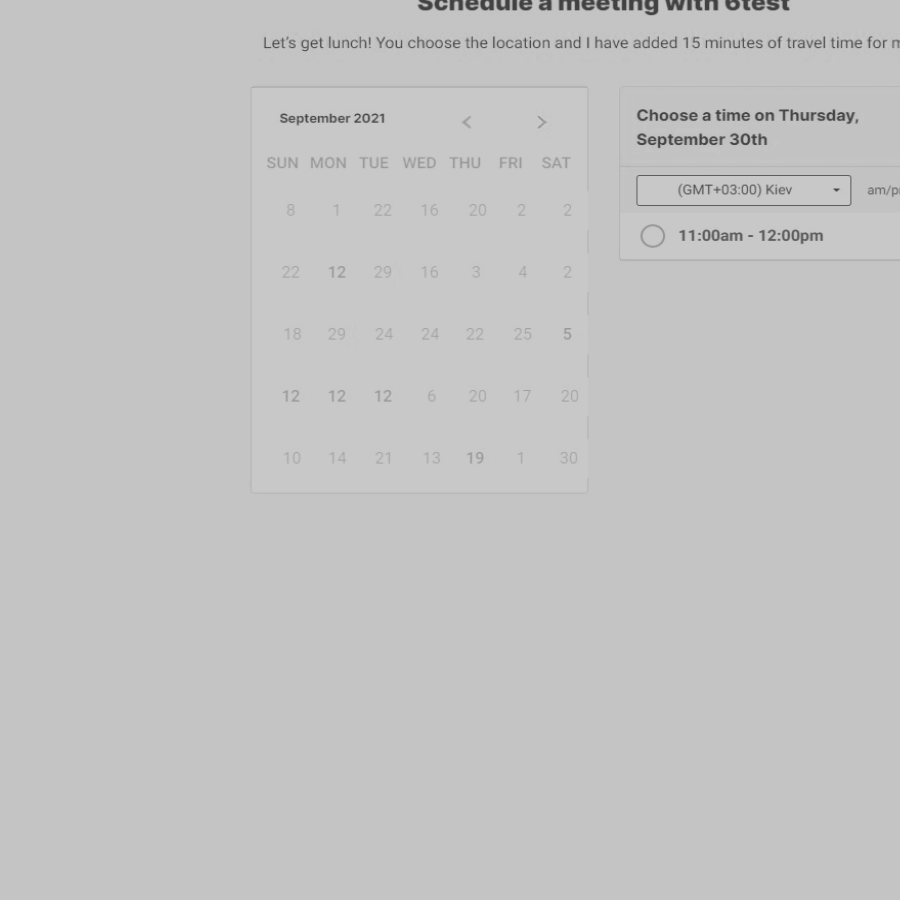 Schedule a meeting with 6test
Let's get lunch! You choose the location and I have added 15 minutes of travel time for
September 2021 < >
SUN MON TUE WED THU FRI SAT
8 1 22 16 20 2 2
22 12 29 16 3 4 2
18 29 24 24 22 25 5
12 12 12 6 20 17 20
10 14 21 13 19 1 30
Choose a time on Thursday,
September 30th
(GMT+03:00) Kiev am/p
11:00am - 12:00pm